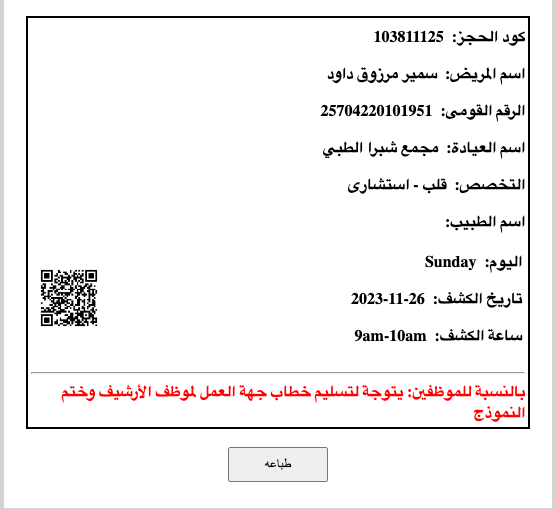 كود الحجز: 103811125
اسم المريض: سمير مرزوق داود
الرقم القومى: 25704220101951
اسم العيادة: مجمع شبرا الطبي
التخصص: قلب - استشارى
اسم الطبيب:
اليوم: Sunday
تاريخ الكشف: 26-11-2023
ساعة الكشف: 9am-10am
بالنسبة للموظفين: يتوجة لتسليم خطاب جهة العمل لموظف الأرشيف وختم
النموذج
طباعه